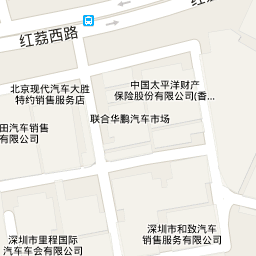 红荔西路
红荔
北京现代汽车大胜
特约销售服务店
中国太平洋财产
保险股份有限公司(香...
联合华鹏汽车市场
田汽车销售
有限公司
深圳市和致汽车
销售服务有限公司
深圳市里程国际
汽车车会有限公司